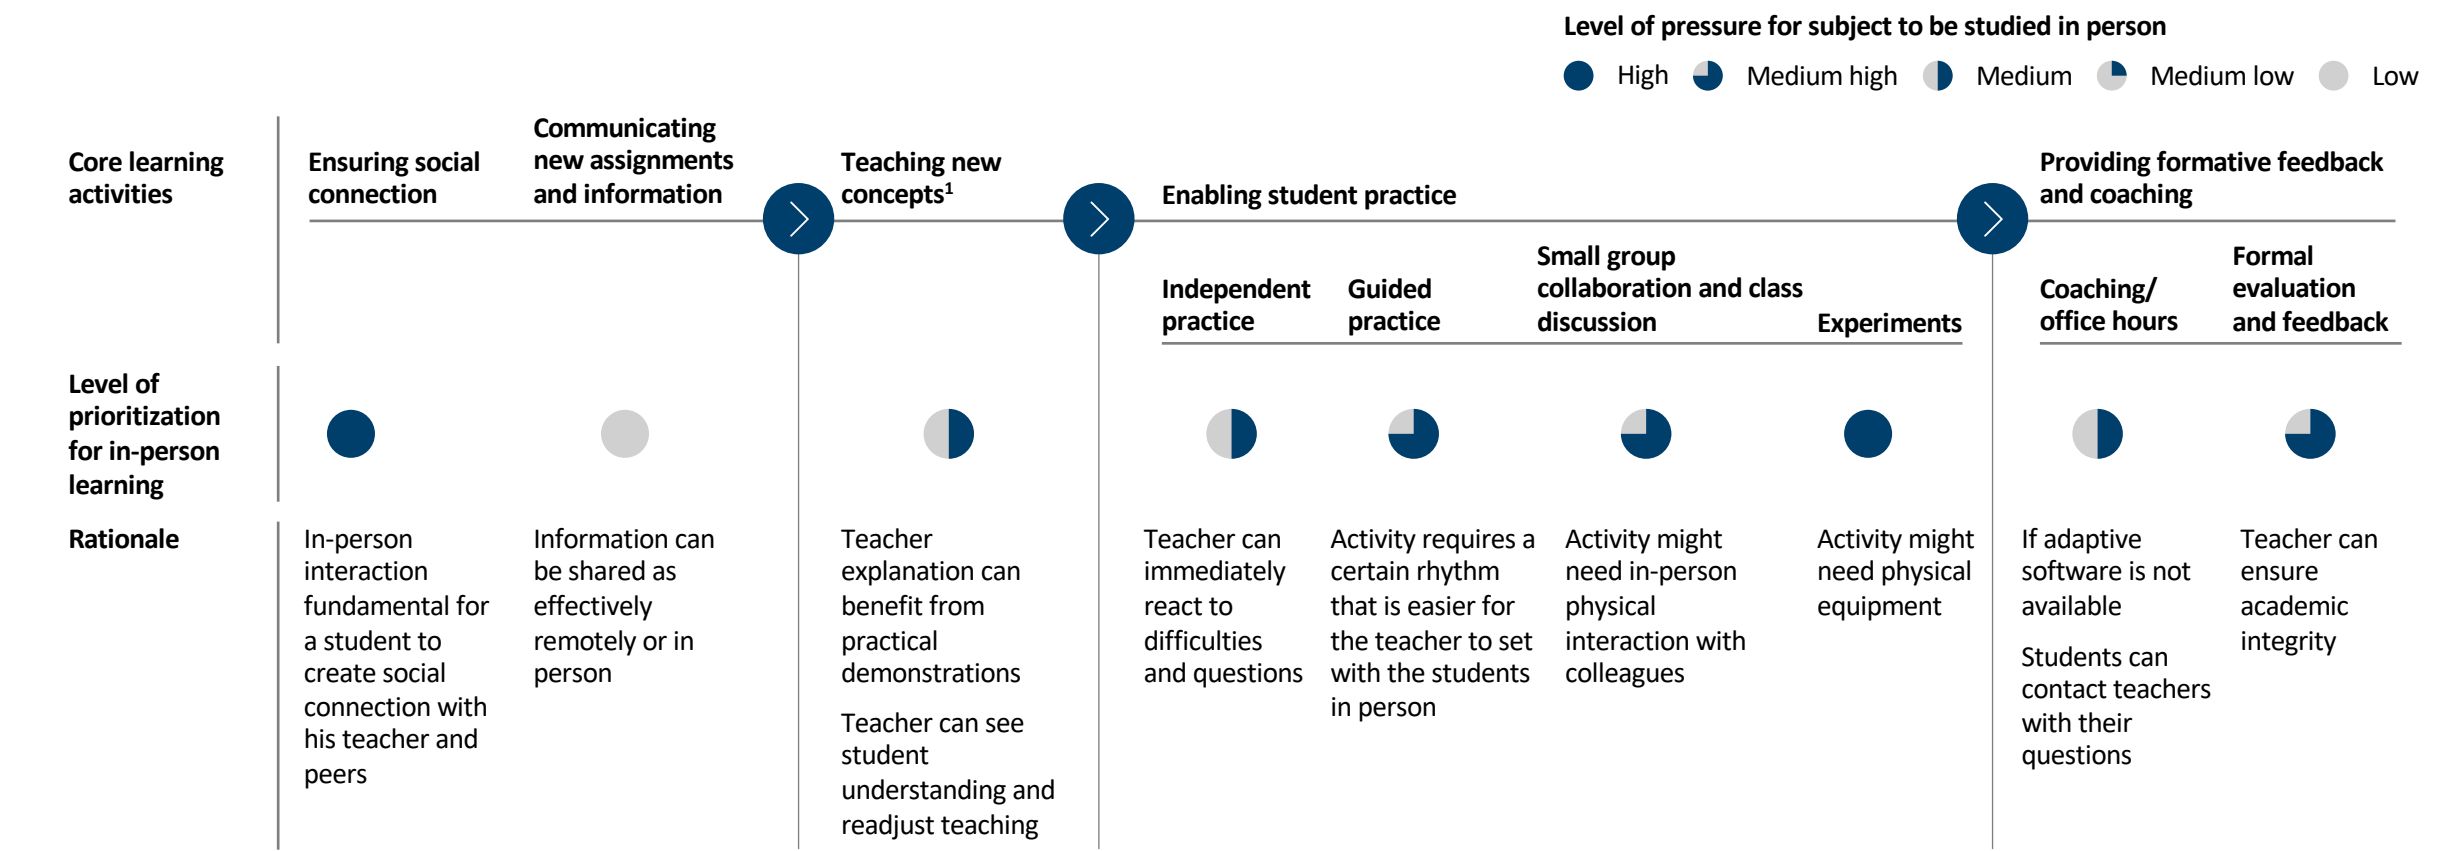 Level of pressure for subject to be studied in person
High
Medium high
Medium
Medium low
Low
Core learning
activities
Ensuring social
connection
Communicating
new assignments
and information
Teaching new
concepts¹
Enabling student practice
Providing formative feedback
and coaching
Independent
practice
Guided
practice
Small group
collaboration and class
discussion
Experiments
Coaching/
office hours
Formal
evaluation
and feedback
Level of
prioritization
for in-person
learning
Rationale
In-person
interaction
fundamental for
a student to
create social
connection with
his teacher and
peers
Information can
be shared as
effectively
remotely or in
person
Teacher
explanation can
benefit from
practical
demonstrations
Teacher can see
student
understanding and
readjust teaching
Teacher can
immediately
react to
difficulties
and questions
Activity requires a
certain rhythm
that is easier for
the teacher to set
with the students
in person
Activity might
need in-person
physical
interaction with
colleagues
Activity might
need physical
equipment
If adaptive
software is not
available
Students can
contact teachers
with their
questions
Teacher can
ensure
academic
integrity